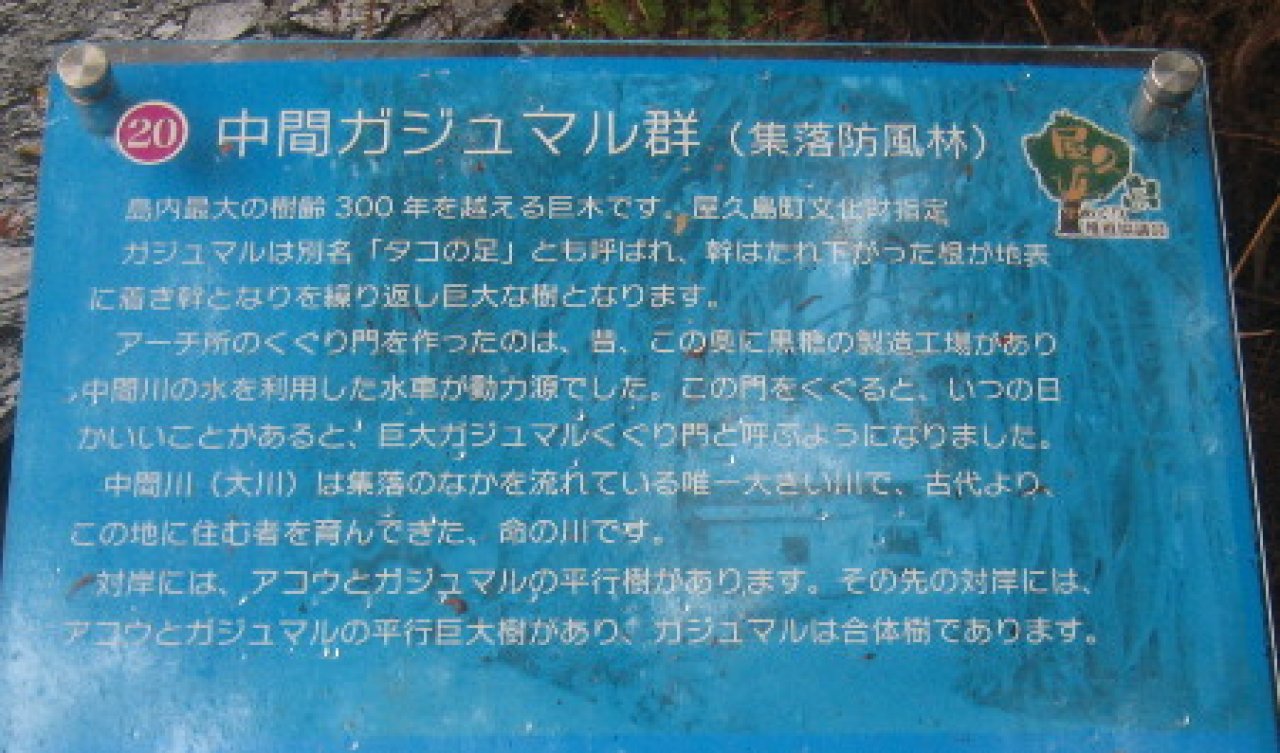 20 中間ガジュマル群（集落防風林）
島内最大の樹齢 300 年を越える巨木です。屋久島町文化財指定
ガジュマルは別名「タコの足」とも呼ばれ、幹はたれ下がった根が地表
に着き幹となりを繰り返し巨大な樹となります。
アーチ所のくぐり門を作ったのは、昔、この奥に黒糖の製造工場があり
、中間川の水を利用した水車が動力源でした。この門をくぐると、いつの日
かいいことがあると、巨大ガジュマルくぐり門と呼ぶようになりました。
中間川（大川）は集落のなかを流れている唯一大きい川で、古代より、
この地に住む者を育んできた、命の川です。
対岸には、アコウとガジュマルの平行樹があります。その先の対岸には、
アコウとガジュマルの平行巨大樹があり、ガジュマルは合体樹であります。